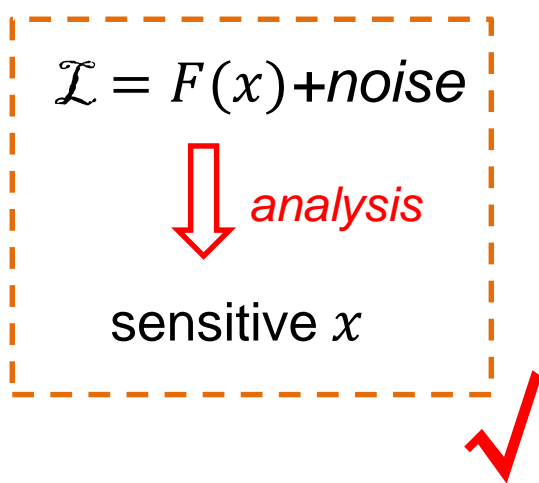 ℒ = F(x)+noise
analysis
sensitive x